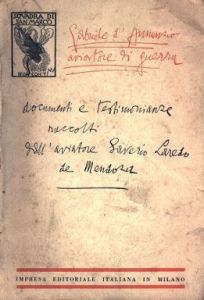 SQVADRA DI
SAN MARCO
Gabriele d'Annunzio
aviatore di guerra
documenti e testimonianze
raccolti
dall'aviatore Saverio Laredo
de Mendoza
IMPRESA EDITORIALE ITALIANA IN MILANO